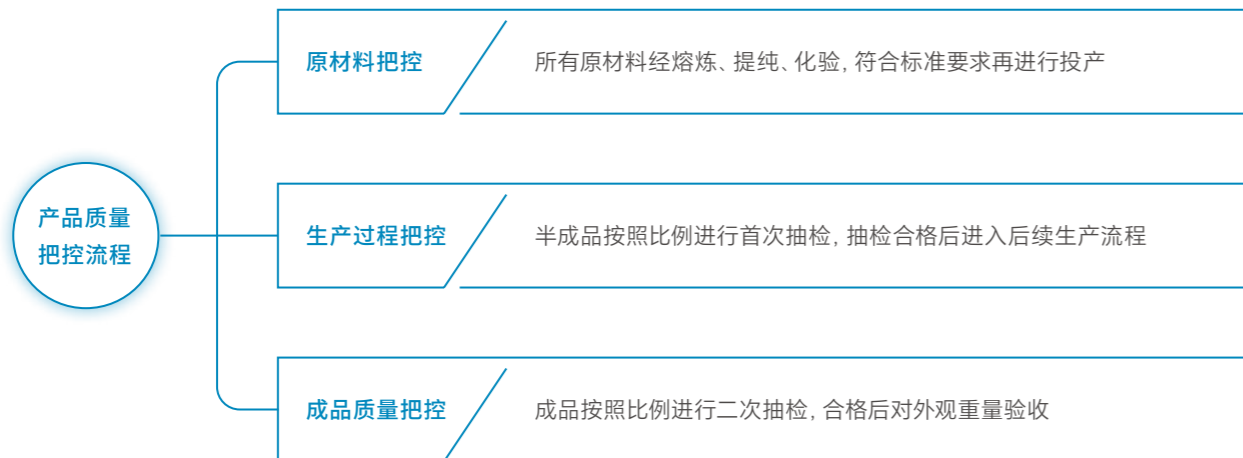 产品质量
把控流程
原材料把控
所有原材料经熔炼、提纯、化验, 符合标准要求再进行投产
生产过程把控
半成品按照比例进行首次抽检, 抽检合格后进入后续生产流程
成品质量把控
成品按照比例进行二次抽检, 合格后对外观重量验收